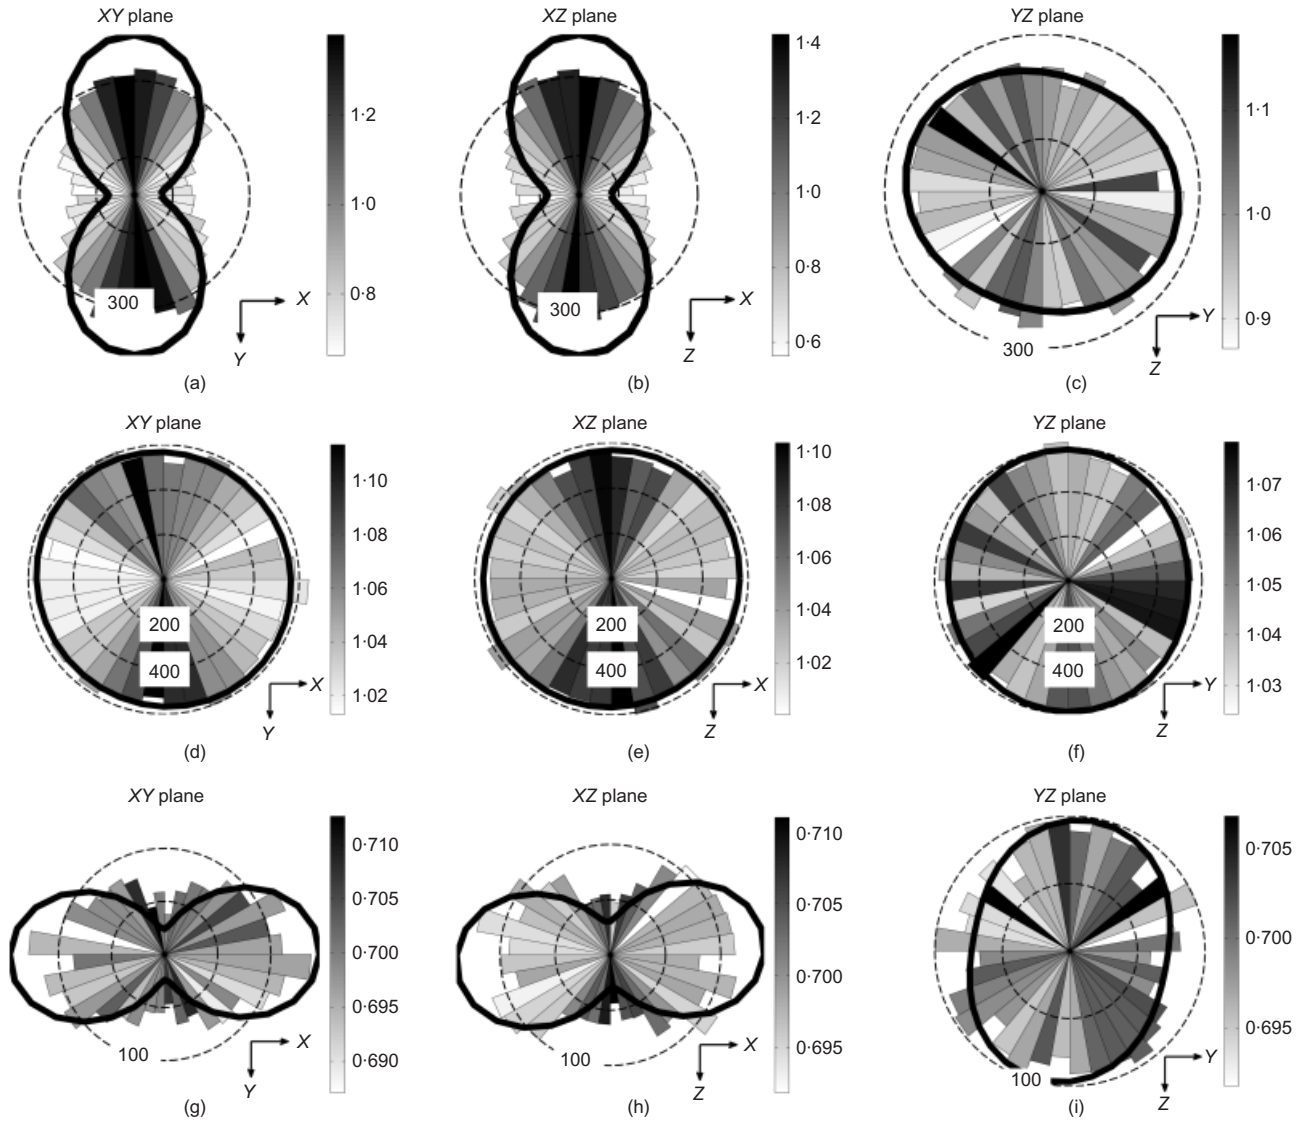 XY plane
XZ plane
YZ plane
1·2
1·0
0·8
300
X
Y
(a)
1·4
1·2
1·0
0·8
0·6
300
X
Z
(b)
1·1
1·0
0·9
300
Y
Z
(c)
XY plane
XZ plane
YZ plane
1·10
1·08
1·06
1·04
1·02
200
400
X
Y
(d)
1·10
1·08
1·06
1·04
1·02
200
400
X
Z
(e)
1·07
1·06
1·05
1·04
1·03
200
400
Y
Z
(f)
XY plane
XZ plane
YZ plane
0·710
0·705
0·700
0·695
0·690
100
X
Y
(g)
0·710
0·705
0·700
0·695
100
X
Z
(h)
0·705
0·700
0·695
100
Y
Z
(i)